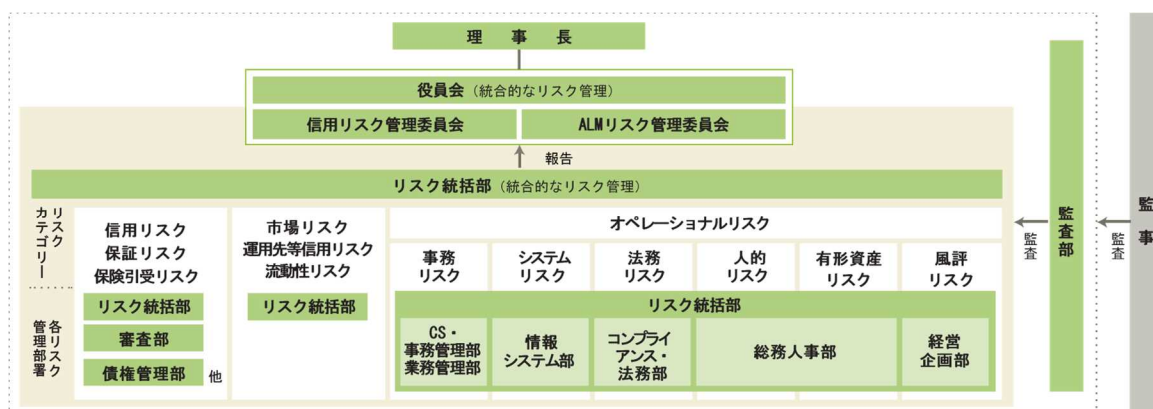 理事長
役員会（統合的なリスク管理）
信用リスク管理委員会
ALMリスク管理委員会
報告
リスク統括部（統合的なリスク管理）
リスク
カテゴリー
信用リスク
保証リスク
保険引受リスク
市場リスク
運用先等信用リスク
流動性リスク
オペレーショナルリスク
事務
リスク
システム
リスク
法務
リスク
人的
リスク
有形資産
リスク
風評
リスク
各リスク
管理部署
リスク統括部
審査部
債権管理部
他
リスク統括部
リスク統括部
CS・
事務管理部
業務管理部
情報
システム部
コンプライ
アンス・
法務部
総務人事部
経営
企画部
監査
監査部
監査
監事